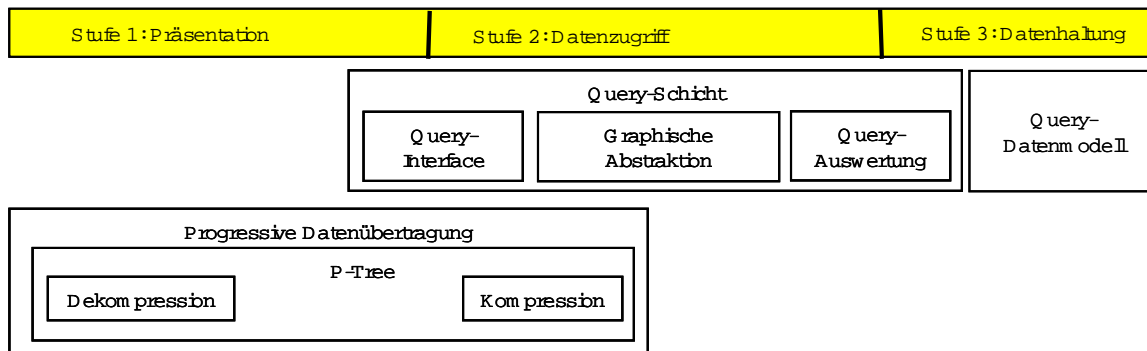 Stufe 1: Präsentation
Stufe 2: Datenzugriff
Stufe 3: Datenhaltung
Query-Schicht
Query-
Interface
Graphische
Abstraktion
Query-
Auswertung
Query-
Datenmodell
Progressive Datenübertragung
P-Tree
Dekompression
Kompression